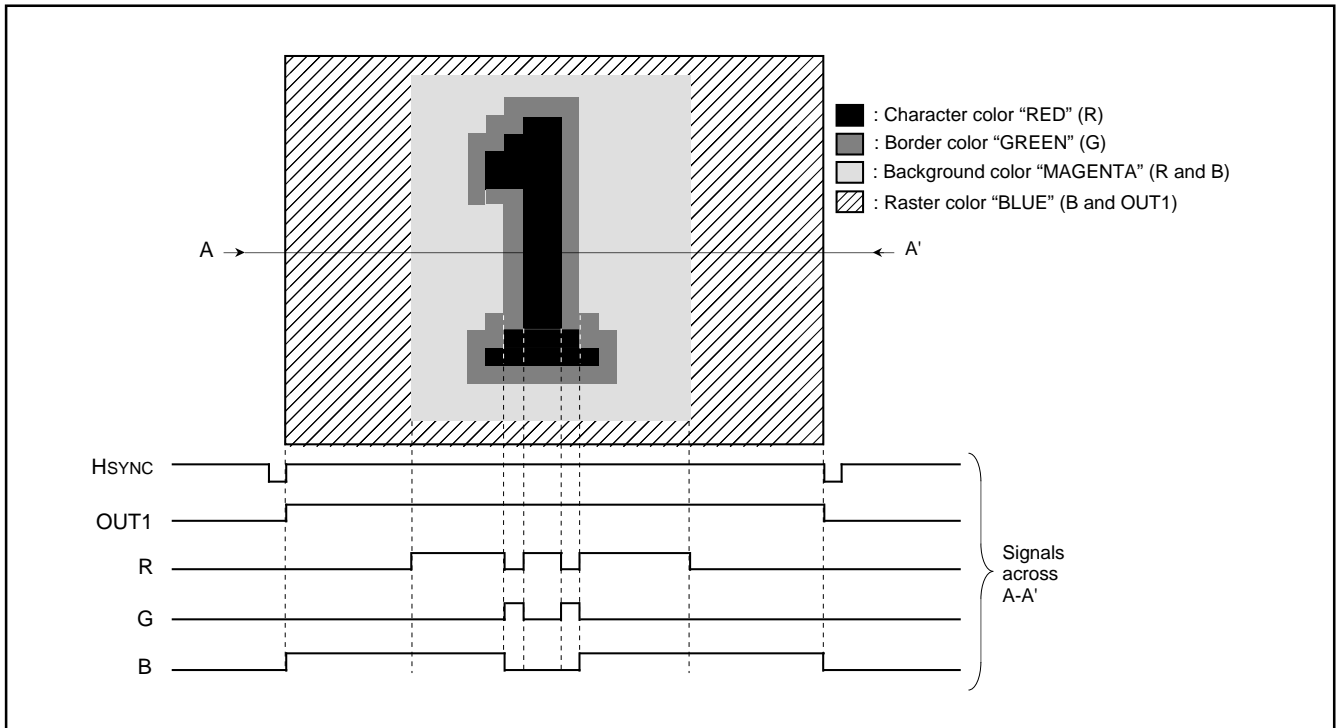 : Character color “RED” (R)
: Border color “GREEN” (G)
: Background color “MAGENTA” (R and B)
: Raster color “BLUE” (B and OUT1)
A
A'
HSYNC
OUT1
R
G
B
Signals
across
A-A'